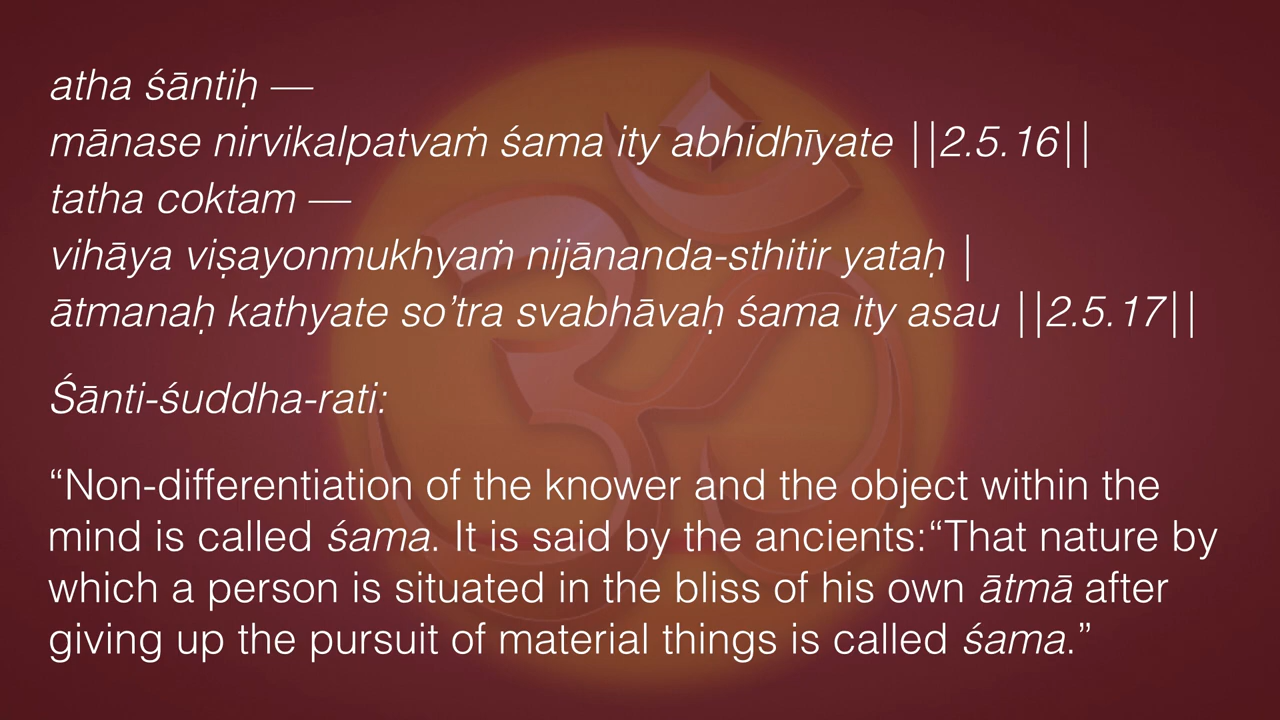 atha śāntiḥ —
mānase nirvikalpatvaṁ śama ity abhidhīyate ||2.5.16||
tatha coktam —
vihāya viṣayonmukhyaṁ nijānanda-sthitir yataḥ |
ātmanaḥ kathyate so’tra svabhāvaḥ śama ity asau ||2.5.17||
Śānti-śuddha-rati:
“Non-differentiation of the knower and the object within the
mind is called śama. It is said by the ancients:“That nature by
which a person is situated in the bliss of his own ātmā after
giving up the pursuit of material things is called śama.”